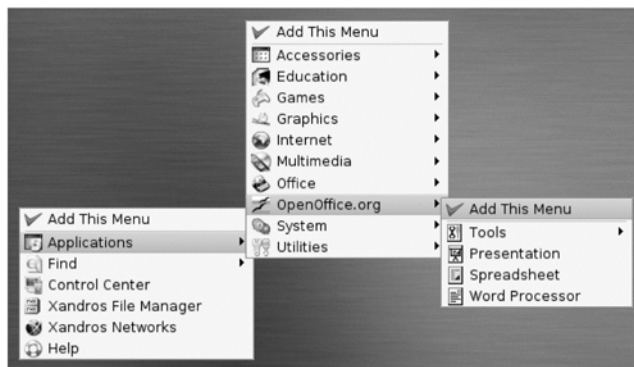 Add This Menu
Applications
Find
Control Center
Xandros File Manager
Xandros Networks
Help
Add This Menu
Accessories
Education
Games
Graphics
Internet
Multimedia
Office
OpenOffice.org
System
Utilities
Add This Menu
Tools
Presentation
Spreadsheet
Word Processor